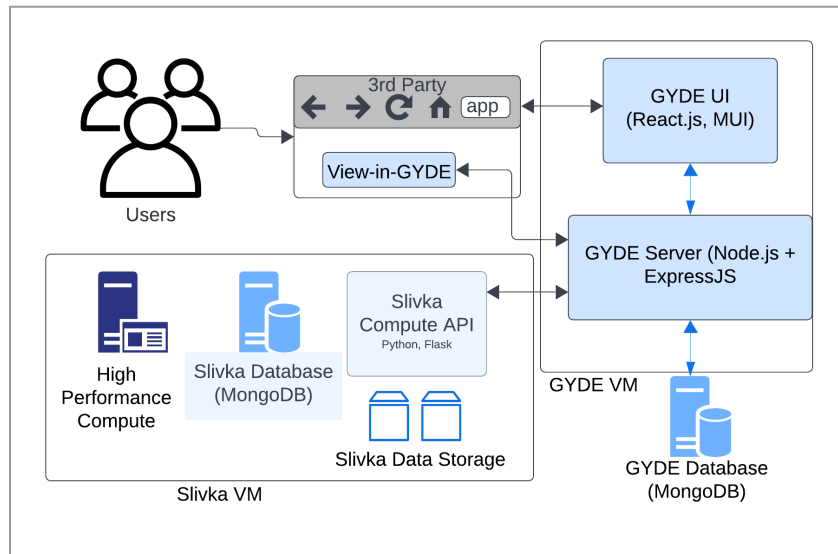 3rd Party
app
View-in-GYDE
Users
GYDE UI
(React.js, MUI)
GYDE Server (Node.js +
ExpressJS
GYDE VM
GYDE Database
(MongoDB)
High
Performance
Compute
Slivka Database
(MongoDB)
Slivka
Compute API
Python, Flask
Slivka Data Storage
Slivka VM